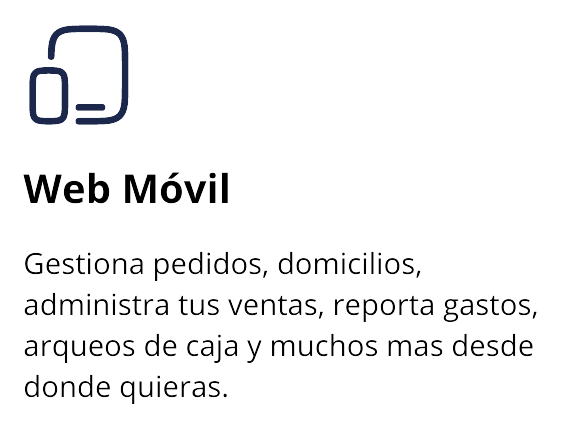 Web Móvil
Gestiona pedidos, domicilios,
administra tus ventas, reporta gastos,
arqueos de caja y muchos mas desde
donde quieras.